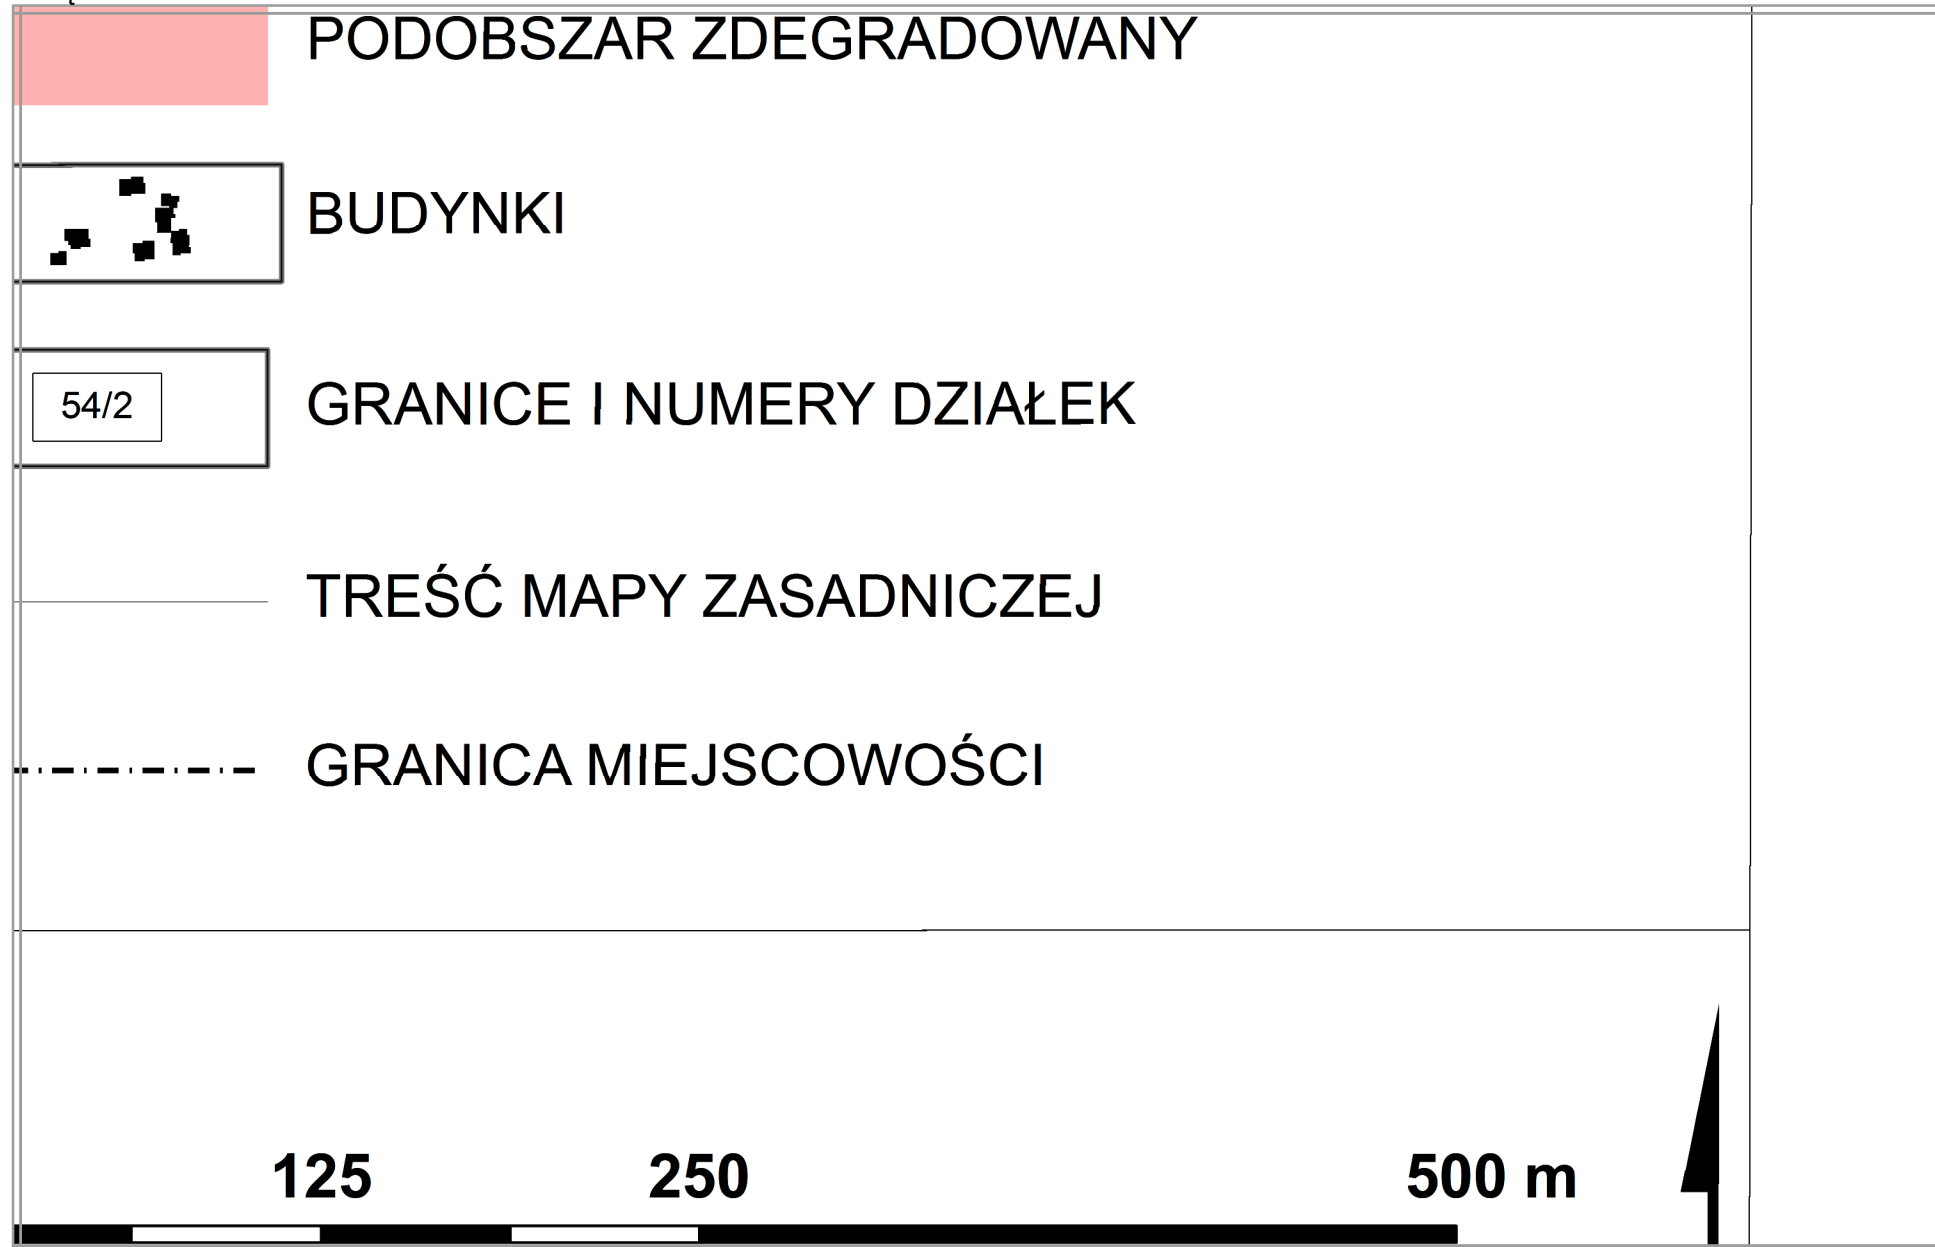 PODOBSZAR ZDEGRADOWANY
BUDYNKI
54/2
GRANICE I NUMERY DZIAŁEK
TREŚĆ MAPY ZASADNICZEJ
GRANICA MIEJSCOWOŚCI
125 250 500 m